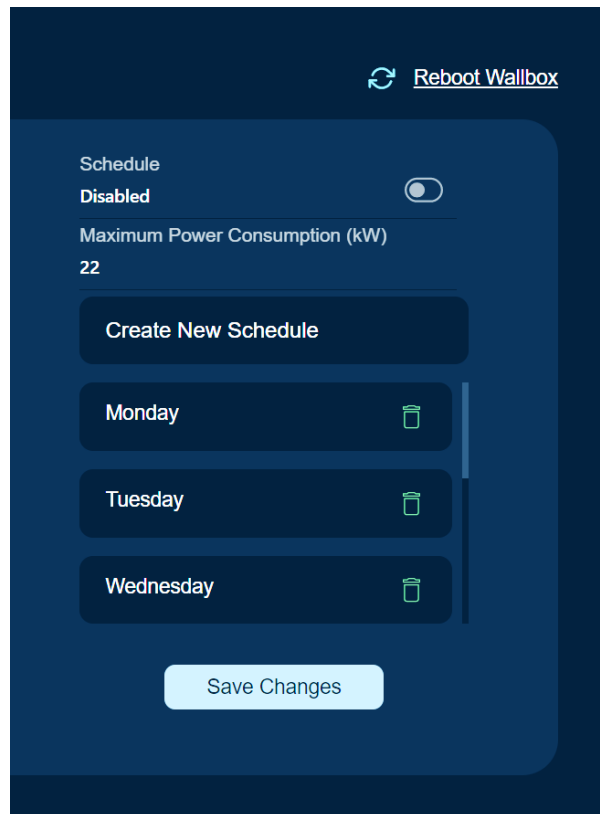 Reboot Wallbox
Schedule
Disabled
Maximum Power Consumption (kW)
22
Create New Schedule
Monday
Tuesday
Wednesday
Save Changes